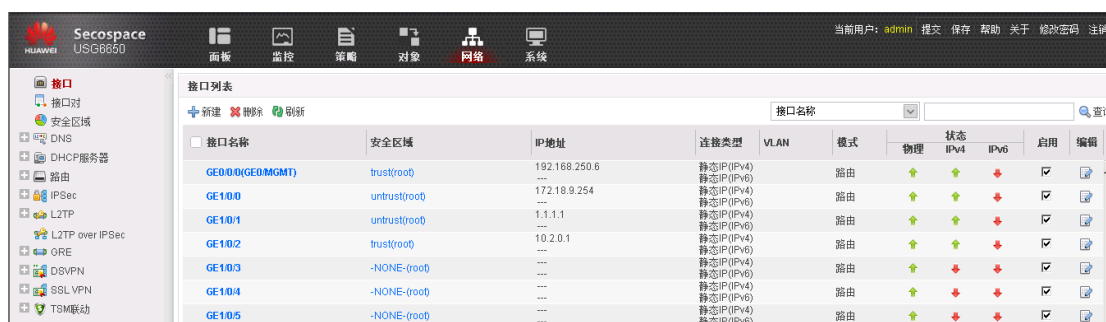 HUAWEI
Secospace
USG6650
面板
监控
策略
对象
网络
系统
当前用户: admin 提交 保存 帮助 关于 修改密码 注销
接口
接口对
安全区域
DNS
DHCP服务器
路由
IPSec
L2TP
L2TP over IPSec
GRE
DSVPN
SSL VPN
TSM联动
接口列表
新建 删除 刷新
接口名称
查询
接口名称 安全区域 IP地址 连接类型 VLAN 模式 状态 启用 编辑
物理 IPv4 IPv6
GE0/0/0(GE0/MGMT) trust(root) 192.168.250.6 静态IP(IPv4) 路由
--- 静态IP(IPv6)
GE1/0/0 untrust(root) 172.18.9.254 静态IP(IPv4) 路由
--- 静态IP(IPv6)
GE1/0/1 untrust(root) 1.1.1.1 静态IP(IPv4) 路由
--- 静态IP(IPv6)
GE1/0/2 trust(root) 10.2.0.1 静态IP(IPv4) 路由
--- 静态IP(IPv6)
GE1/0/3 -NONE-(root) --- 静态IP(IPv4) 路由
--- 静态IP(IPv6)
GE1/0/4 -NONE-(root) --- 静态IP(IPv4) 路由
--- 静态IP(IPv6)
GE1/0/5 -NONE-(root) --- 静态IP(IPv4) 路由
--- 静态IP(IPv6)